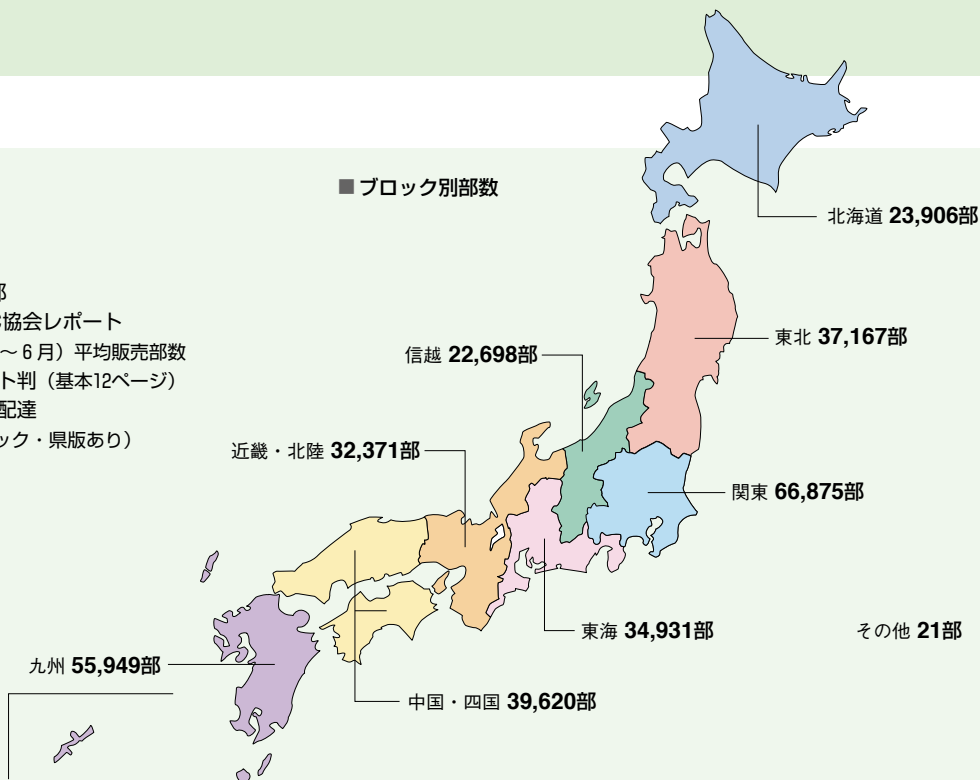 ■ ブロック別部数
北海道 23,906部
部
協会レポート
〜 6 月）平均販売部数
ト判（基本12ページ）
配達
ック・県版あり）
東北 37,167部
信越 22,698部
近畿・北陸 32,371部
関東 66,875部
東海 34,931部
その他 21部
九州 55,949部
中国・四国 39,620部